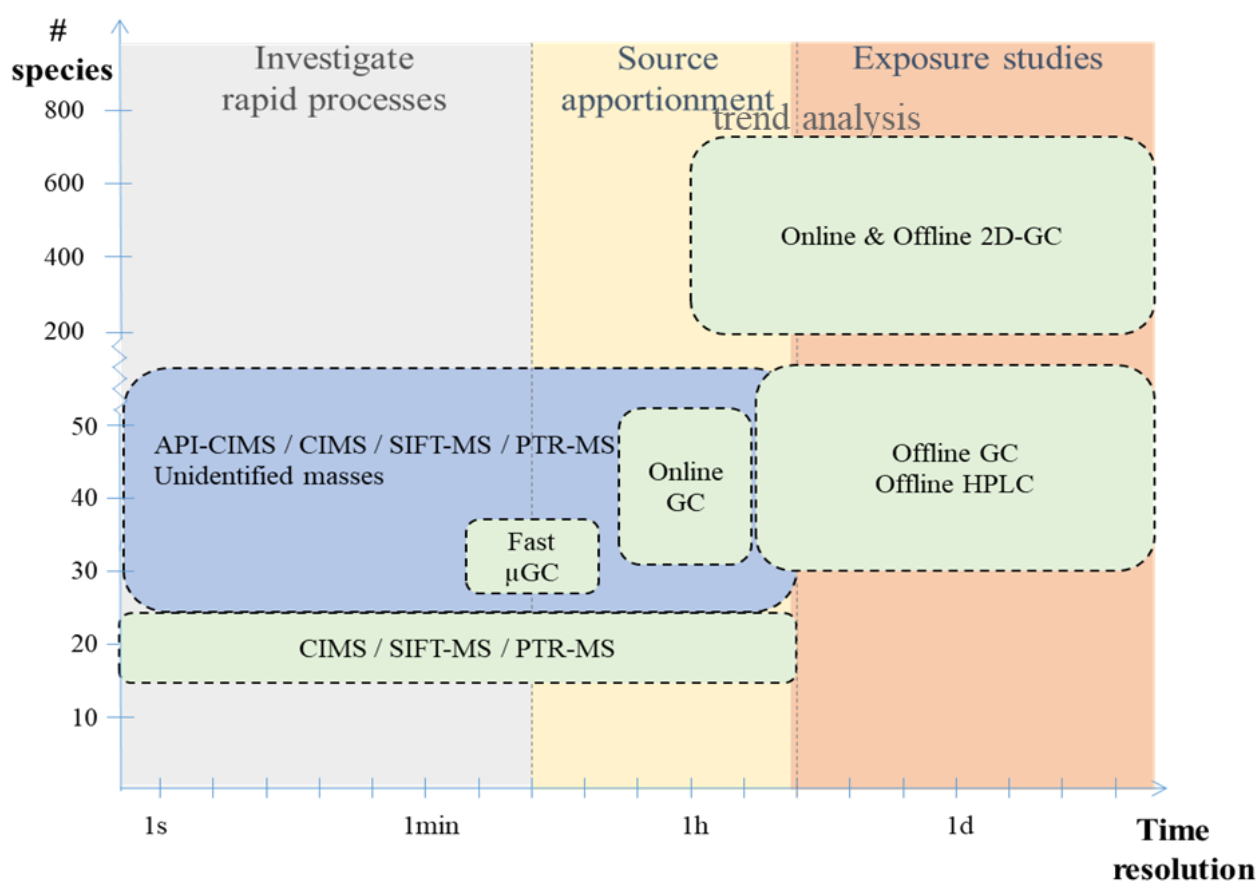 #
species
Investigate
rapid processes
Source
apportionment
Exposure studies
trend analysis
800
600
400
200
50
40
30
20
10
Online & Offline 2D-GC
API-CIMS / CIMS / SIFT-MS / PTR-MS
Unidentified masses
Online
GC
Offline GC
Offline HPLC
Fast
µGC
CIMS / SIFT-MS / PTR-MS
1s
1min
1h
1d
Time
resolution